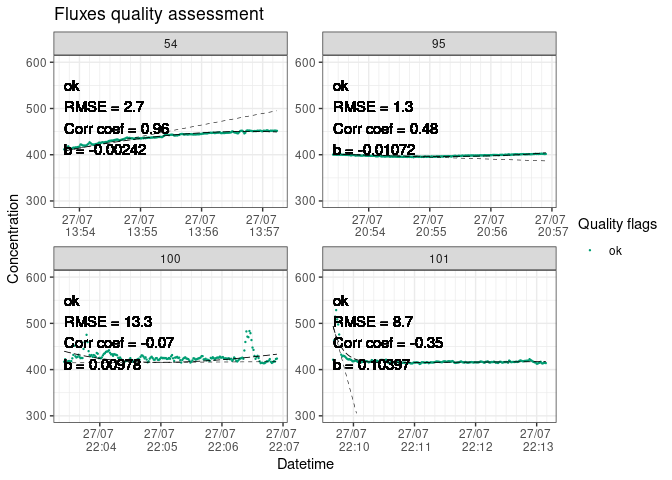 Fluxes quality assessment
54
95
600
500
400
300
ok
RMSE = 2.7
Corr coef = 0.96
b = -0.00242
ok
RMSE = 1.3
Corr coef = 0.48
b = -0.01072
27/07 27/07 27/07 27/07
13:54 13:55 13:56 13:57
27/07 27/07 27/07 27/07
20:54 20:55 20:56 20:57
Concentration
Quality flags
ok
100
101
600
500
400
300
ok
RMSE = 13.3
Corr coef = -0.07
b = 0.00978
ok
RMSE = 8.7
Corr coef = -0.35
b = 0.10397
27/07 27/07 27/07 27/07
22:04 22:05 22:06 22:07
27/07 27/07 27/07 27/07
22:10 22:11 22:12 22:13
Datetime